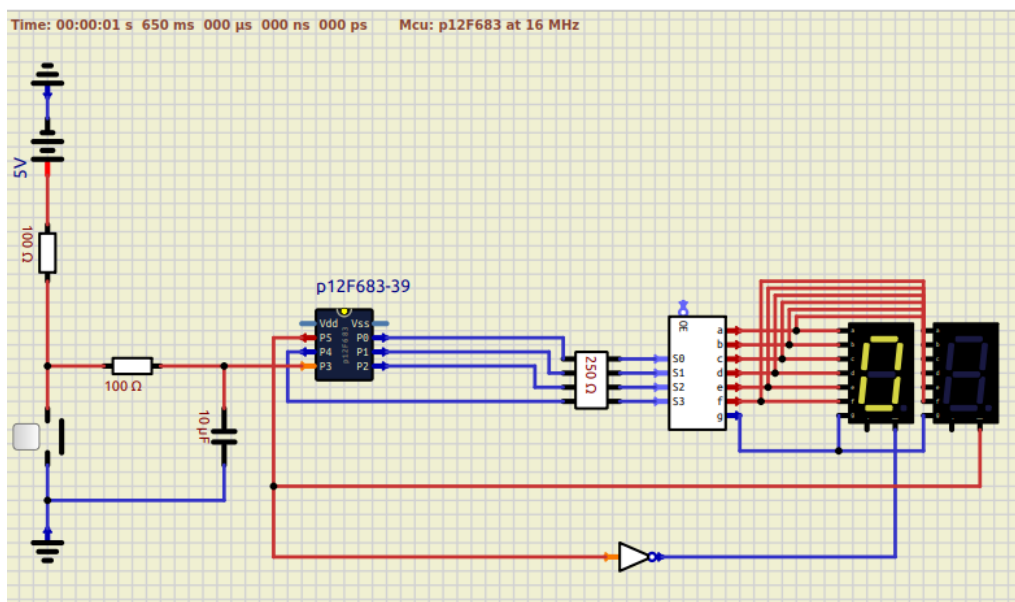 Time: 00:00:01 s 650 ms 000 µs 000 ns 000 ps Mcu: p12F683 at 16 MHz
5V
100 Ω
100 Ω
10 µF
p12F683-39
Vdd Vss
P5 P0
P4 P1
P3 P2
p12F683
250 Ω
OE
S0
S1
S2
S3
a
b
c
d
e
f
g